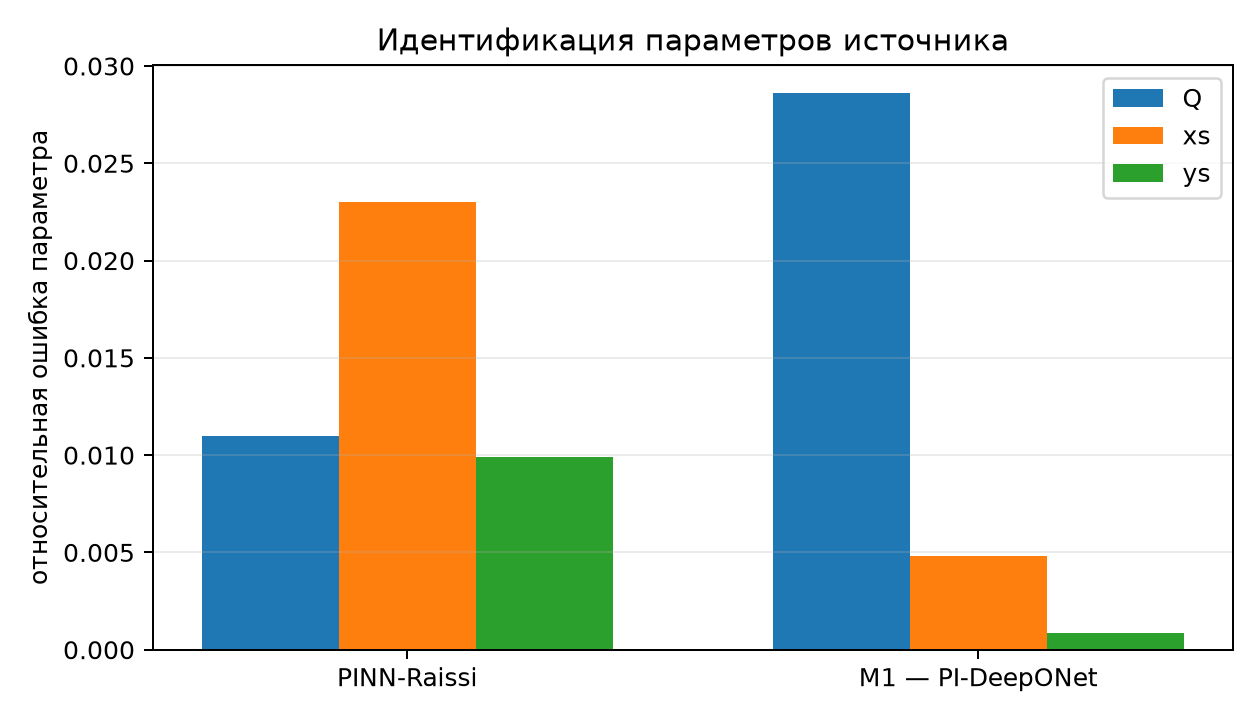 Идентификация параметров источника
относительная ошибка параметра
0.030
0.025
0.020
0.015
0.010
0.005
0.000
Q
xs
ys
PINN-Raissi
M1 — PI-DeepONet